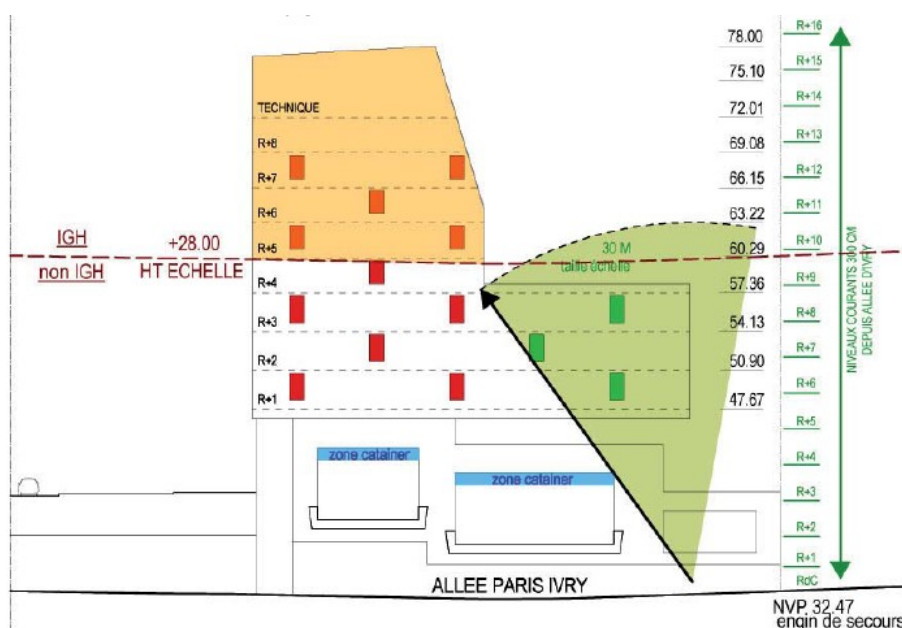 78.00
R+16
75.10
R+15
TECHNIQUE
72.01
R+14
R+8
69.08
R+13
R+7
66.15
R+12
R+6
63.22
R+11
IGH
+28.00
R+5
30 M
60.29
R+10
non IGH
HT ECHELLE
taille échelle
R+4
57.36
R+9
R+3
54.13
R+8
R+2
50.90
R+7
R+1
47.67
R+6
R+5
NIVEAUX COURANTS 300 CM
DEPUIS ALLEE D'IVRY
zone catainer
R+4
zone catainer
R+3
R+2
R+1
ALLEE PARIS IVRY
RdC
NVP 32.47
engin de secours